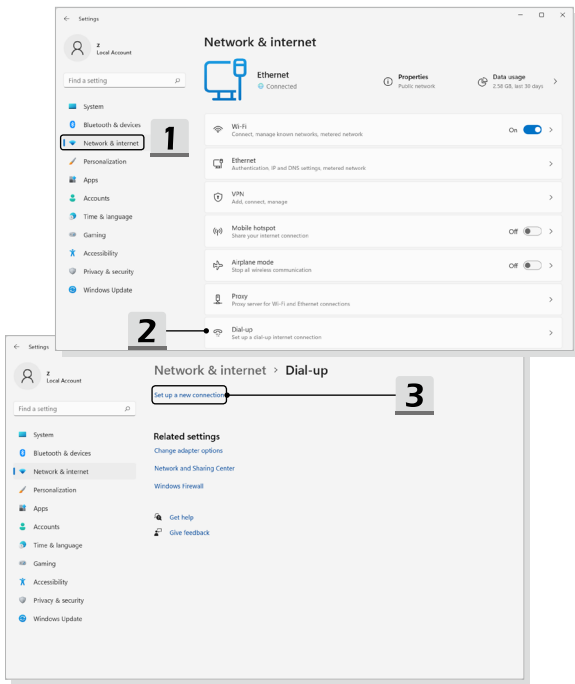 Settings
z
Local Account
Find a setting
System
Bluetooth & devices
Network & internet
Personalization
Apps
Accounts
Time & language
Gaming
Accessibility
Privacy & security
Windows Update
1
Network & internet
Ethernet
Connected
Properties
Public network
Data usage
2.58 GB, last 30 days
Wi-Fi
Connect, manage known networks, metered network
On
Ethernet
Authentication, IP and DNS settings, metered network
VPN
Add, connect, manage
Mobile hotspot
Share your internet connection
Off
Airplane mode
Stop all wireless communication
Off
Proxy
Proxy server for Wi-Fi and Ethernet connections
2
Dial-up
Set up a dial-up internet connection
Settings
z
Local Account
Find a setting
System
Bluetooth & devices
Network & internet
Personalization
Apps
Accounts
Time & language
Gaming
Accessibility
Privacy & security
Windows Update
Network & internet > Dial-up
Set up a new connection
3
Related settings
Change adapter options
Network and Sharing Center
Windows Firewall
Get help
Give feedback